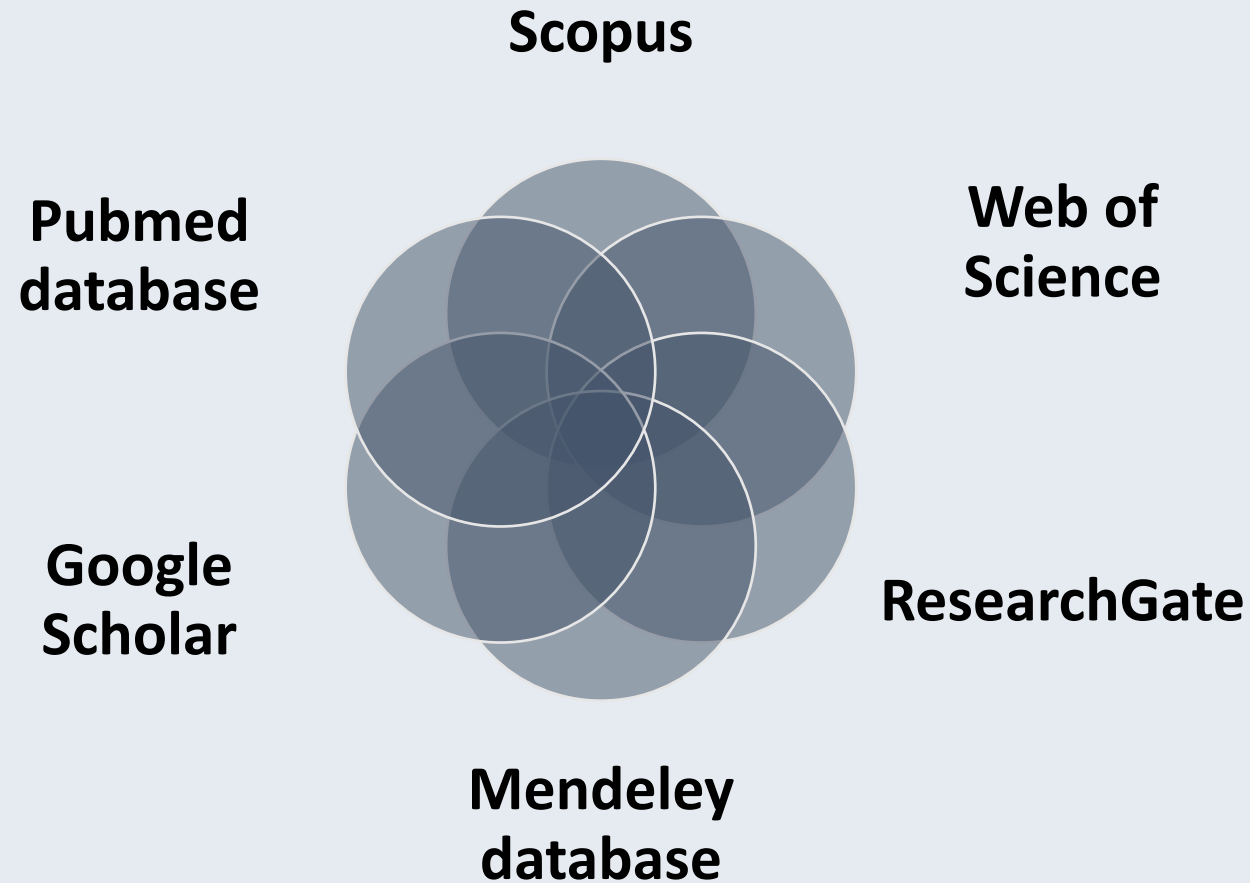 Scopus
Pubmed
database
Web of
Science
Google
Scholar
ResearchGate
Mendeley
database